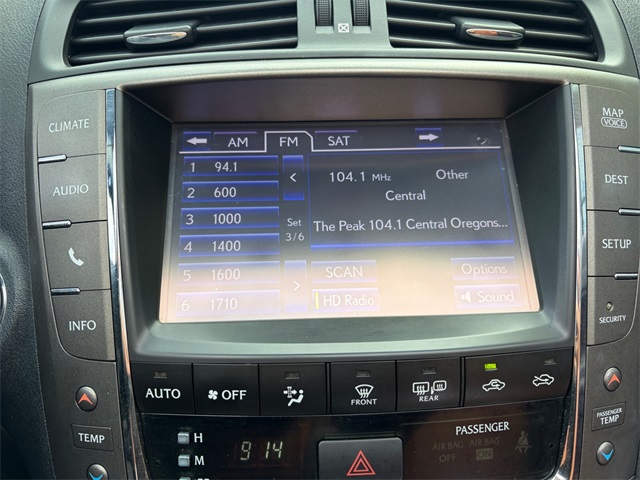 CLIMATE
AUDIO
INFO
TEMP
AM FM SAT
1 94.1
2 600
3 1000
4 1400
5 1600
6 1710
Set
3/6
104.1 MHz Other
Central
The Peak 104.1 Central Oregons...
SCAN Options
HD Radio Sound
MAP
VOICE
DEST
SETUP
SECURITY
PASSENGER
TEMP
AUTO
OFF
FRONT
REAR
H
M
9:14
PASSENGER
AIR BAG AIR BAG
OFF ON